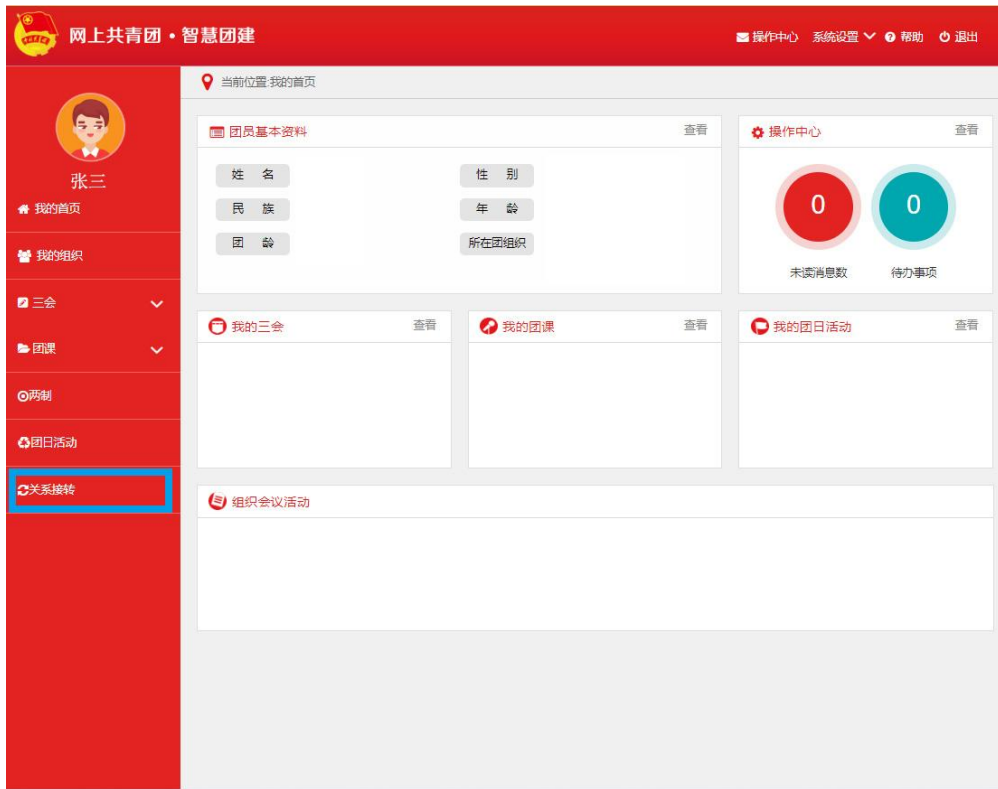 网上共青团·智慧团建
操作中心 系统设置 帮助 退出
当前位置:我的首页
张三
我的首页
我的组织
三会
团课
两制
团日活动
关系接转
团员基本资料 查看
姓 名 性 别
民 族 年 龄
团 龄 所在团组织
操作中心 查看
0 0
未读消息数 待办事项
我的三会 查看
我的团课 查看
我的团日活动 查看
组织会议活动